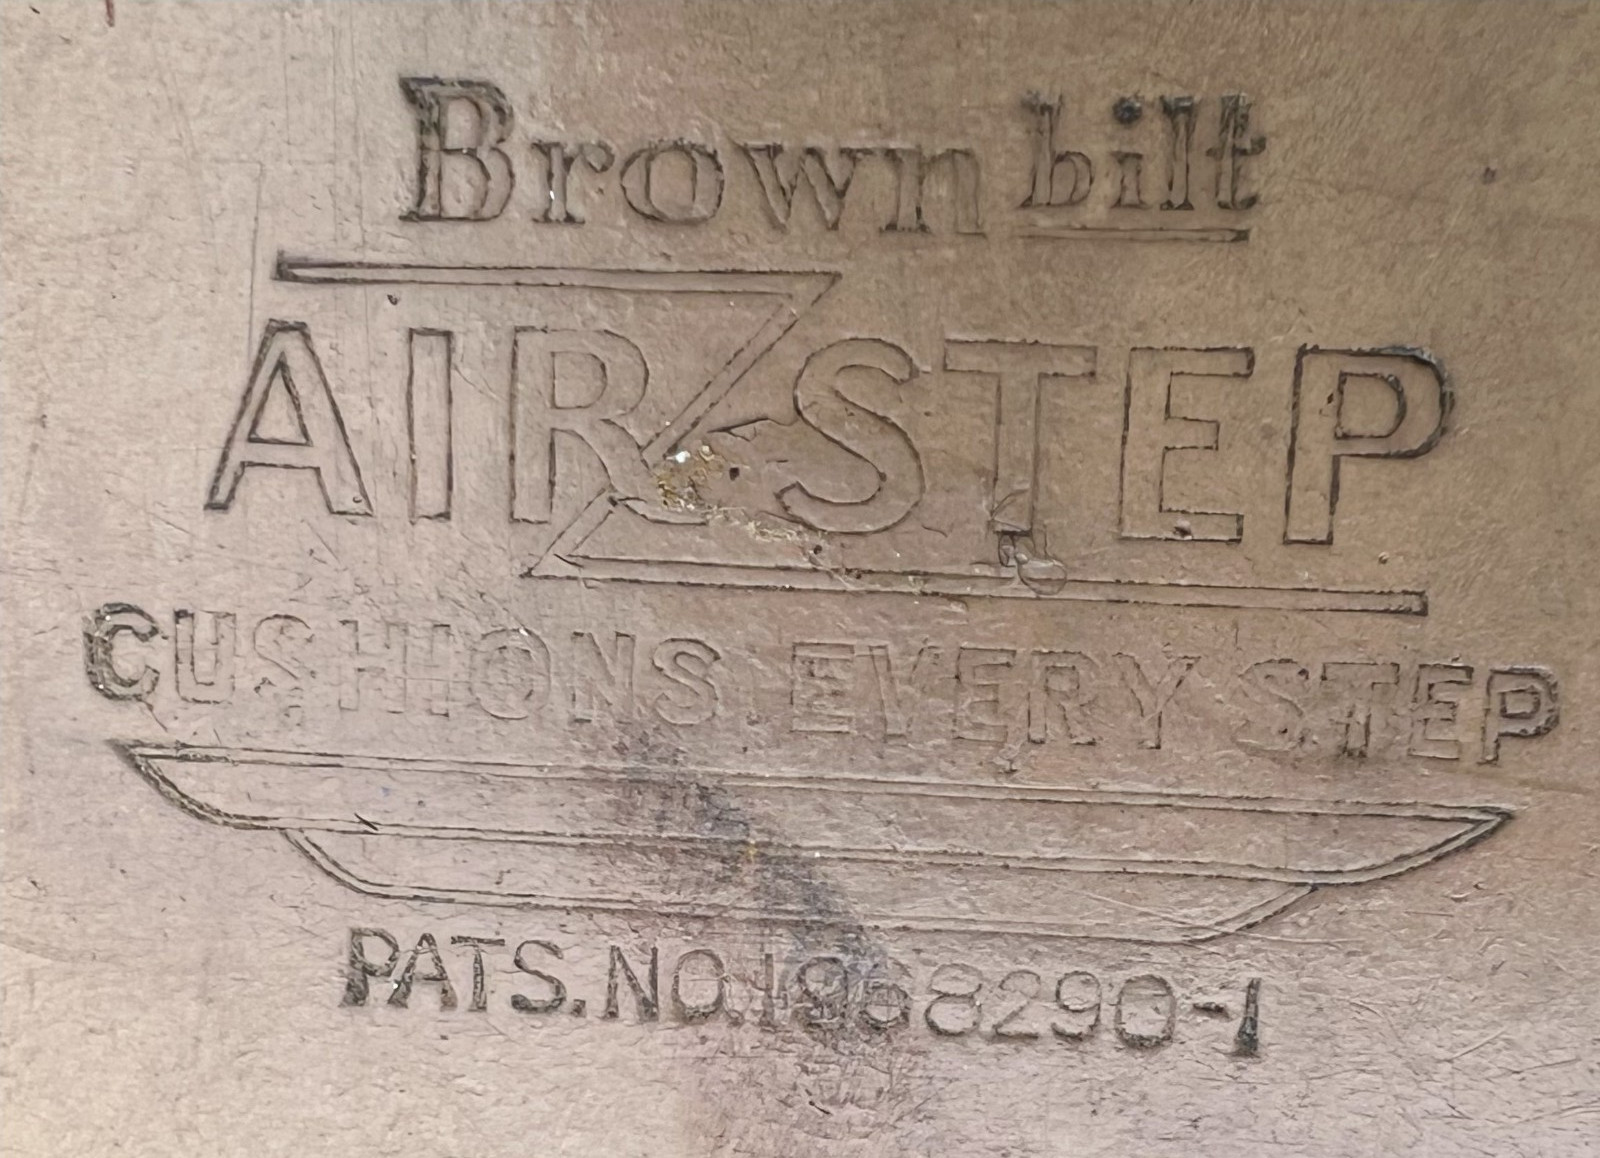 Brown bilt
AIR STEP
CUSHIONS EVERY STEP
PATS.NO.1968290-1